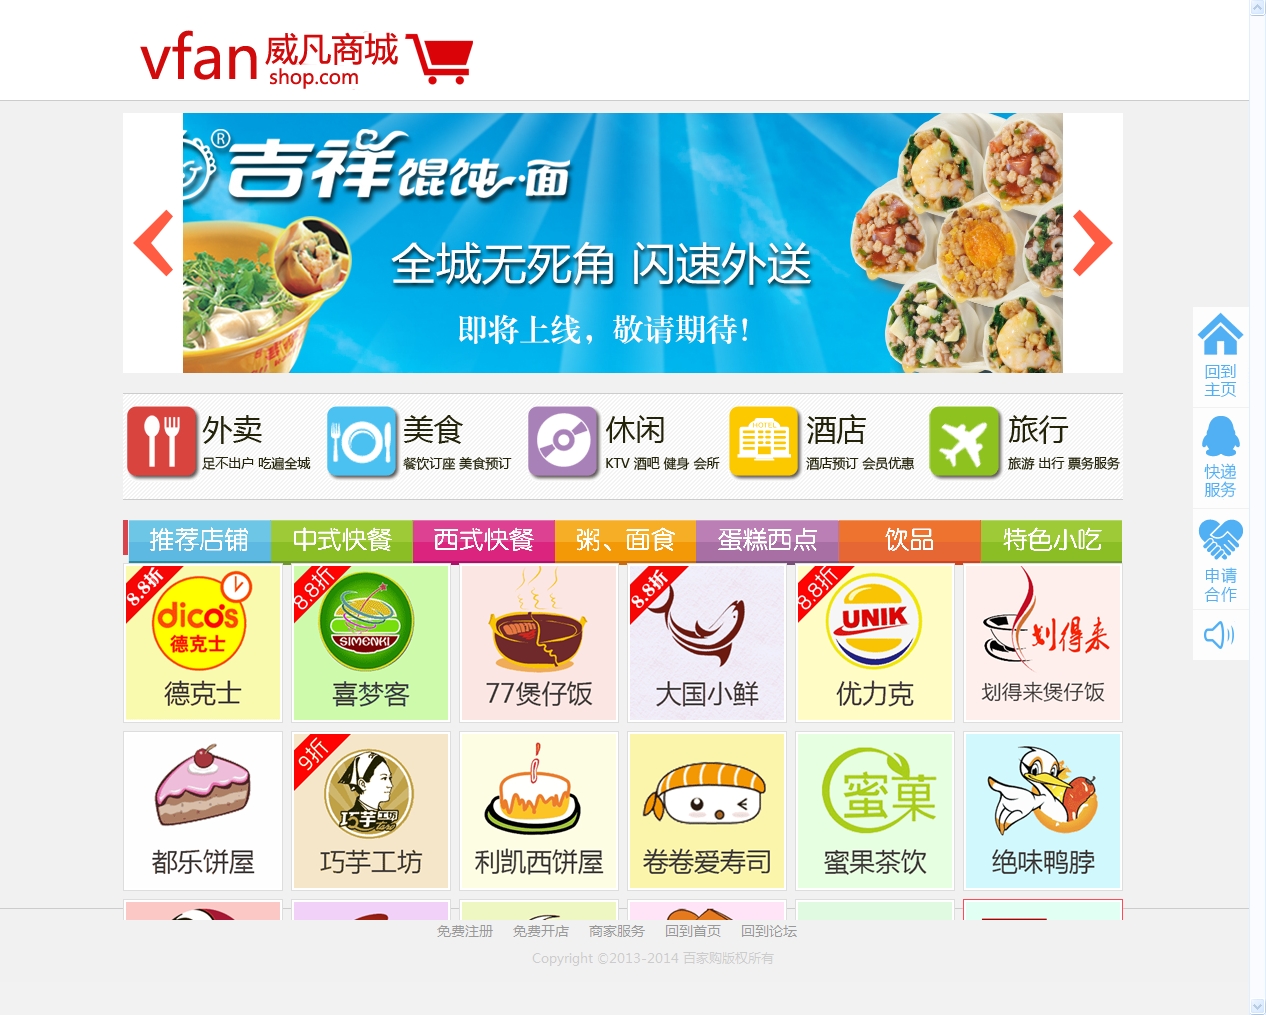 vfan 威凡商城
shop.com
吉祥馄饨·面
®
全城无死角 闪速外送
即将上线，敬请期待！
外卖
足不出户 吃遍全城
美食
餐饮订座 美食预订
休闲
KTV 酒吧 健身 会所
HOTEL
酒店
酒店预订 会员优惠
旅行
旅游 出行 票务服务
推荐店铺 中式快餐 西式快餐 粥、面食 蛋糕西点 饮品 特色小吃
8.8折
dicos
德克士
德克士
8.8折
SIMENKI
喜梦客
77煲仔饭
8.8折
大国小鲜
8.8折
UNIK
优力克
划得来
划得来煲仔饭
都乐饼屋
9折
巧芋工坊
巧芋工坊
利凯西饼屋
卷卷爱寿司
蜜菓
蜜果茶饮
绝味鸭脖
回到
主页
快递
服务
申请
合作
免费注册 免费开店 商家服务 回到首页 回到论坛
Copyright ©2013-2014 百家购版权所有